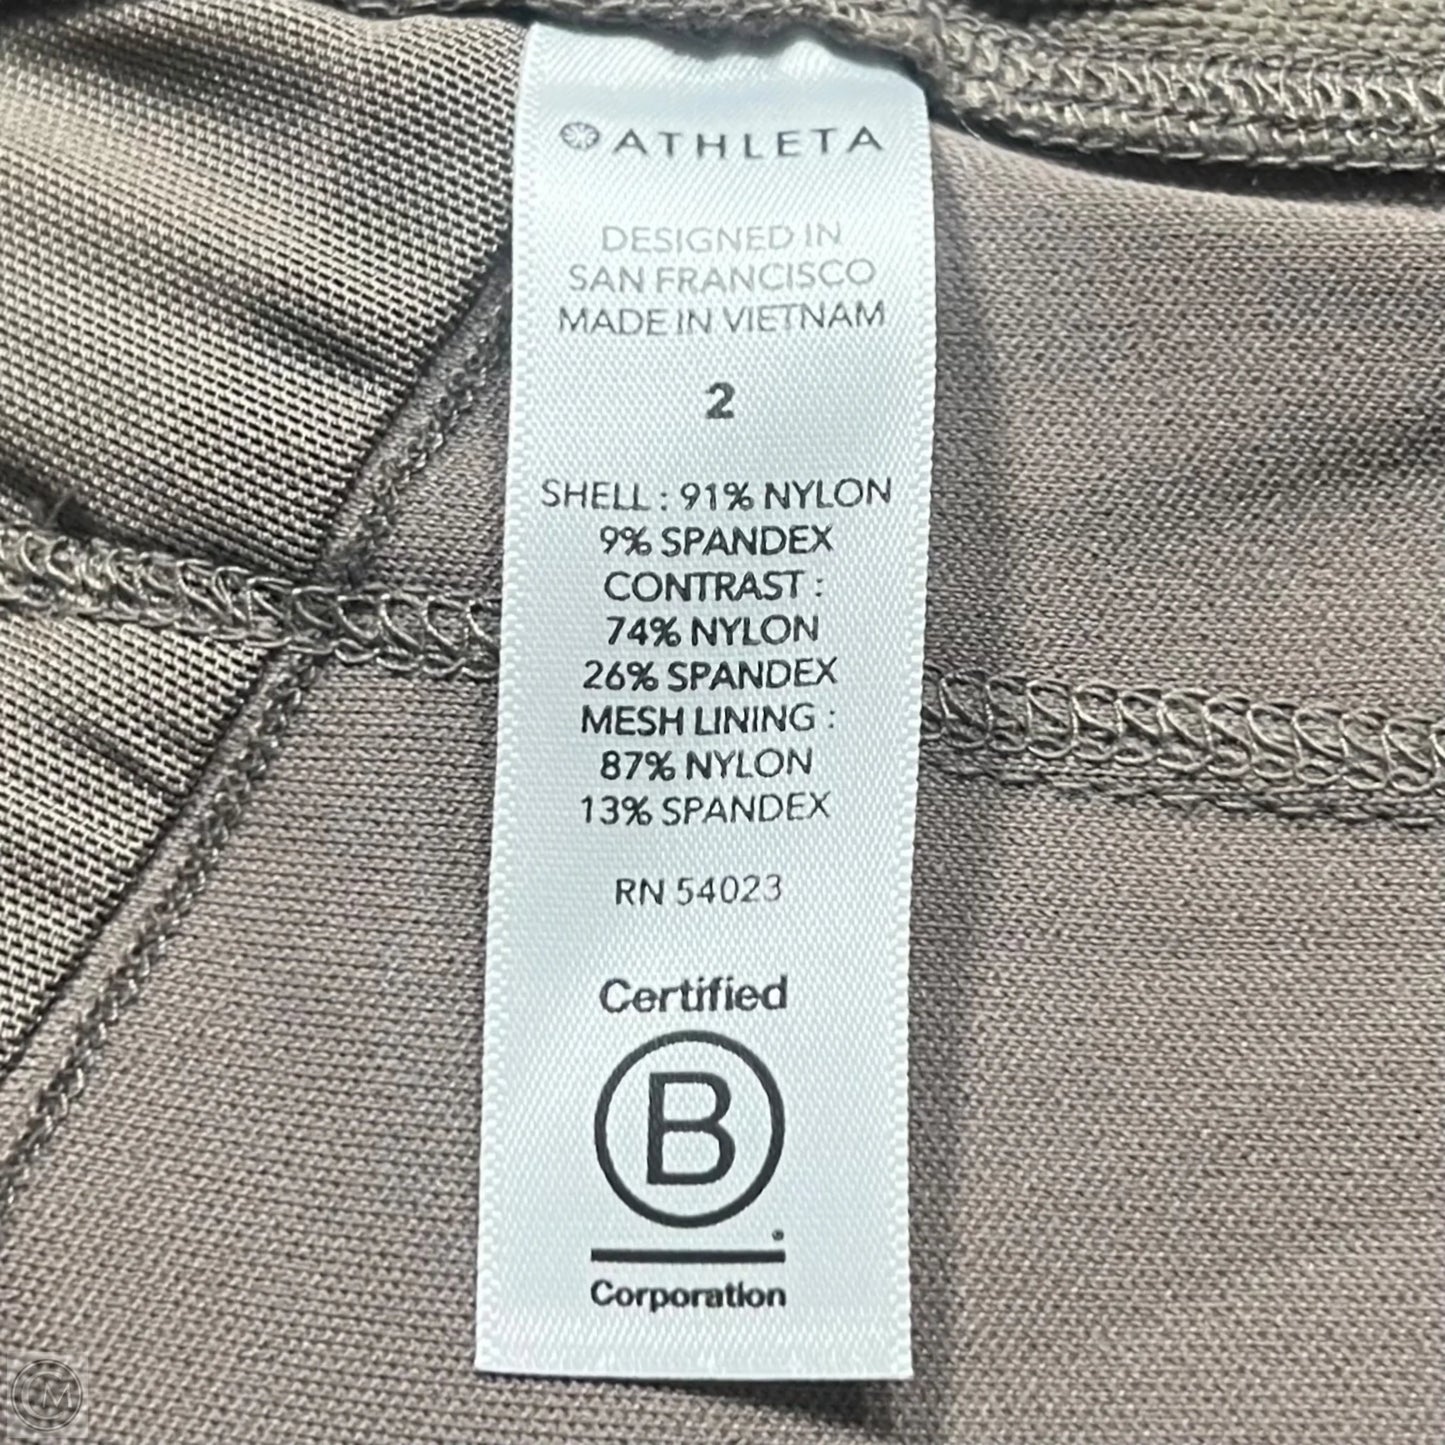 ATHLETA
DESIGNED IN
SAN FRANCISCO
MADE IN VIETNAM
2
SHELL : 91% NYLON
9% SPANDEX
CONTRAST :
74% NYLON
26% SPANDEX
MESH LINING :
87% NYLON
13% SPANDEX
RN 54023
Certified
B
Corporation
CM